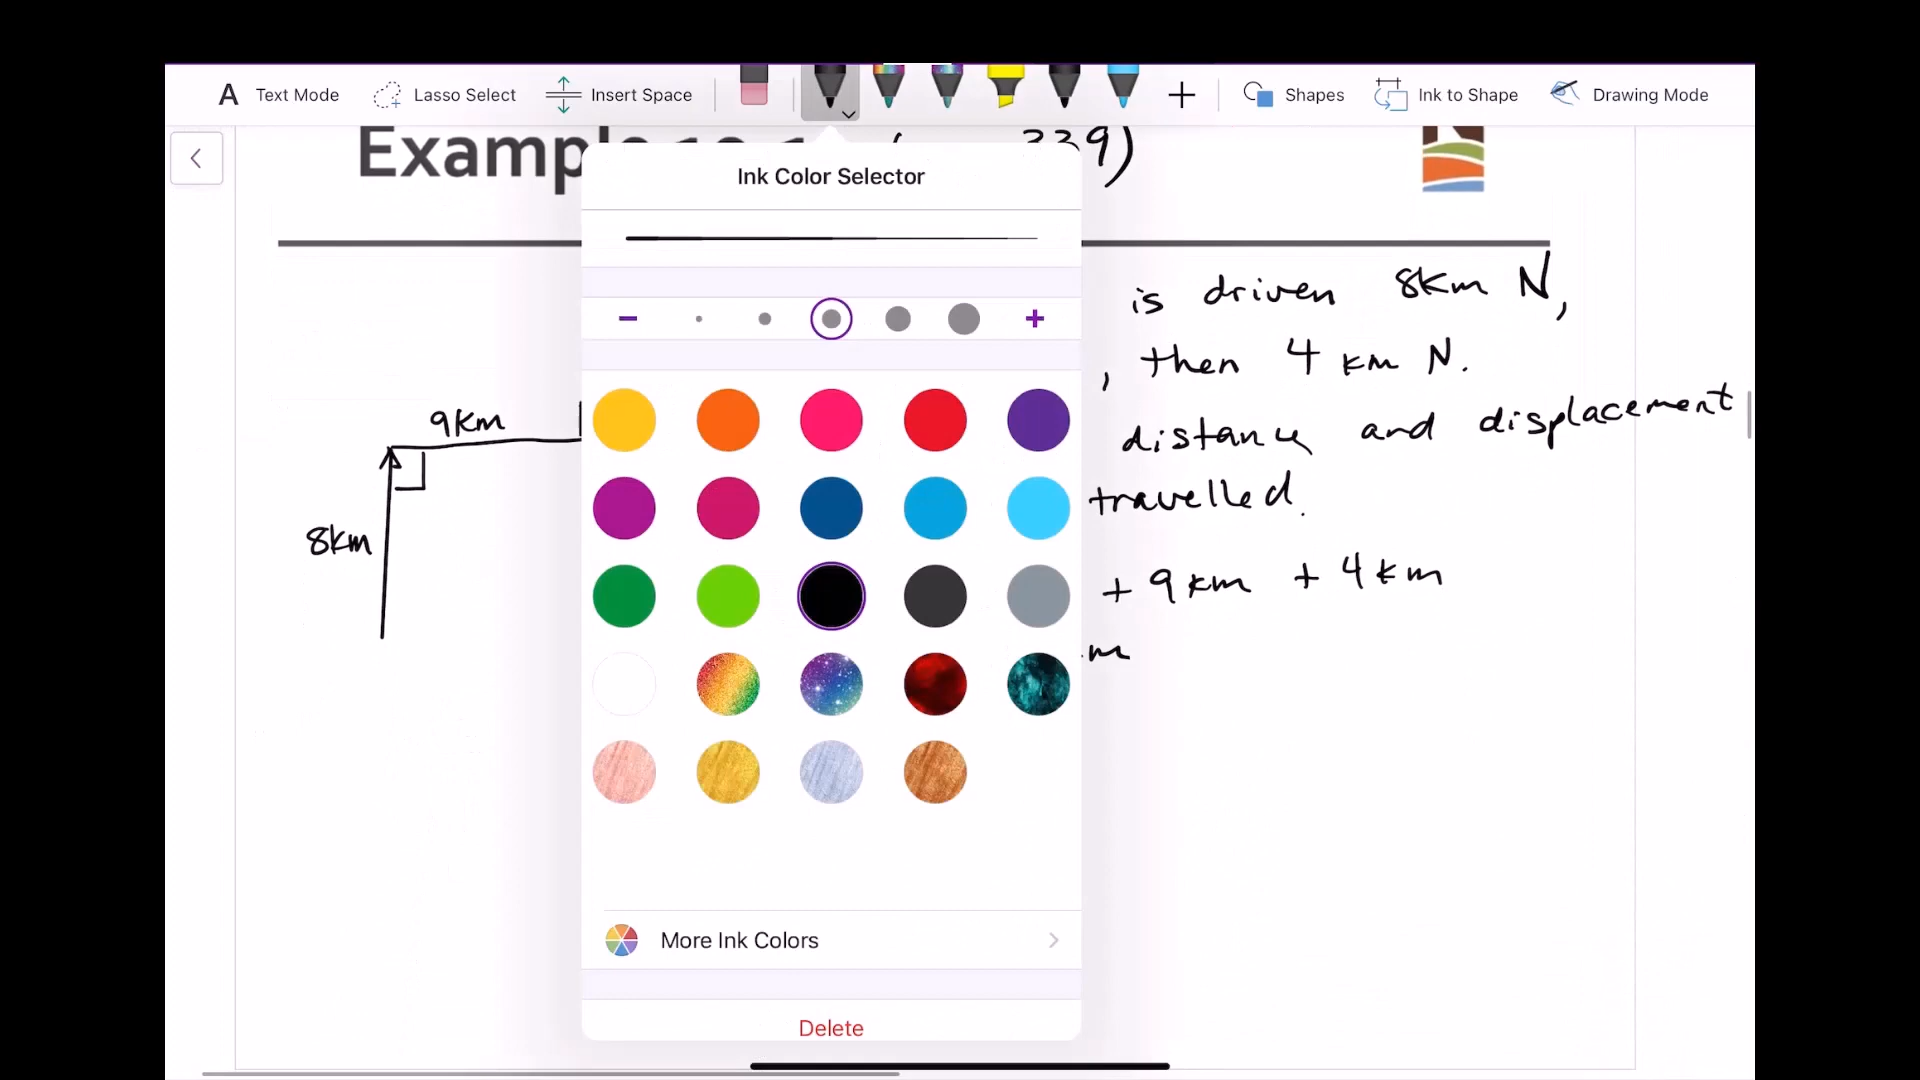 A Text Mode Lasso Select Insert Space Shapes Ink to Shape Drawing Mode
339)
Ink Color Selector
is driven 8km N,
, then 4 km N.
9km
distance and displacement
travelled.
8km
+ 9km + 4km
m
More Ink Colors
Delete